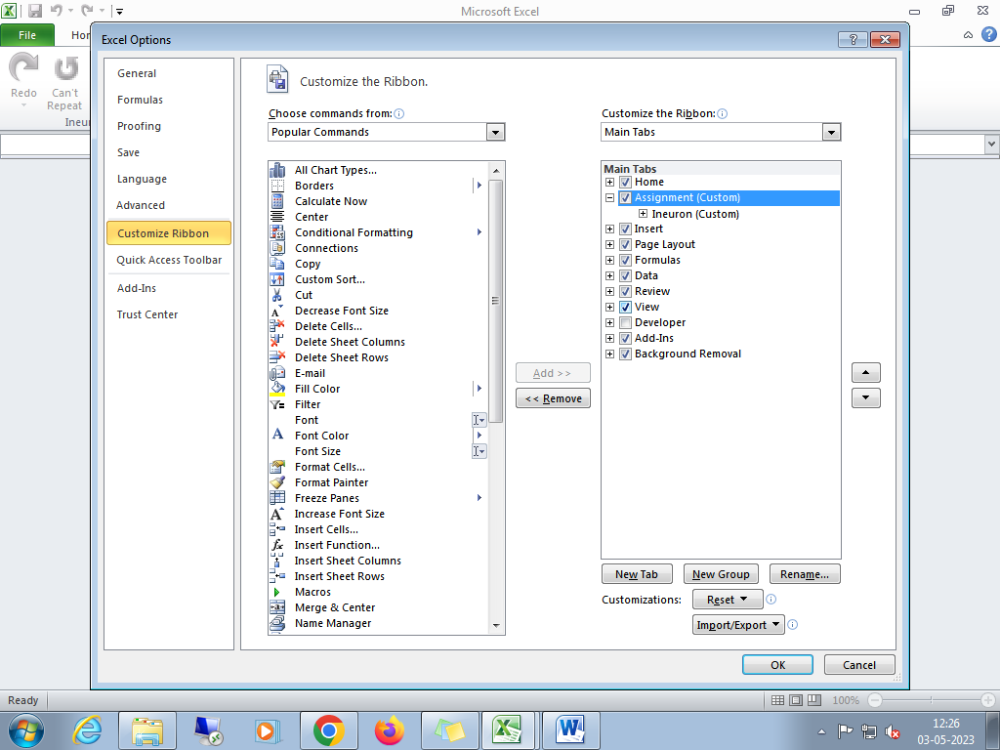 Microsoft Excel
File
Hor
Redo
Can't
Repeat
Ineur
Excel Options
General
Formulas
Proofing
Save
Language
Advanced
Customize Ribbon
Quick Access Toolbar
Add-Ins
Trust Center
Customize the Ribbon.
Choose commands from:
Popular Commands
All Chart Types...
Borders
Calculate Now
Center
Conditional Formatting
Connections
Copy
Custom Sort...
Cut
Decrease Font Size
Delete Cells...
Delete Sheet Columns
Delete Sheet Rows
E-mail
Fill Color
Filter
Font
Font Color
Font Size
Format Cells...
Format Painter
Freeze Panes
Increase Font Size
Insert Cells...
Insert Function...
Insert Sheet Columns
Insert Sheet Rows
Macros
Merge & Center
Name Manager
Add >>
<< Remove
Customize the Ribbon:
Main Tabs
Main Tabs
Home
Assignment (Custom)
Ineuron (Custom)
Insert
Page Layout
Formulas
Data
Review
View
Developer
Add-Ins
Background Removal
New Tab
New Group
Rename...
Customizations:
Reset
Import/Export
OK
Cancel
Ready
100%
12:26
03-05-2023